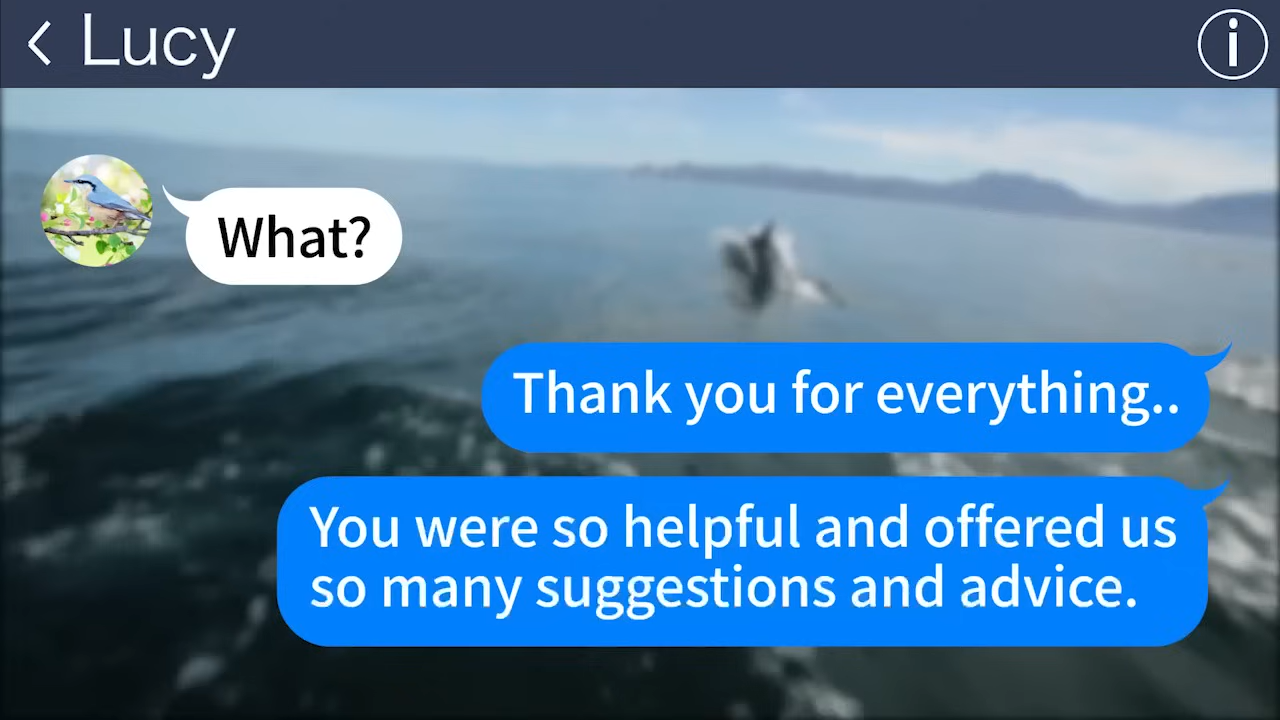 Lucy
What?
Thank you for everything..
You were so helpful and offered us
so many suggestions and advice.